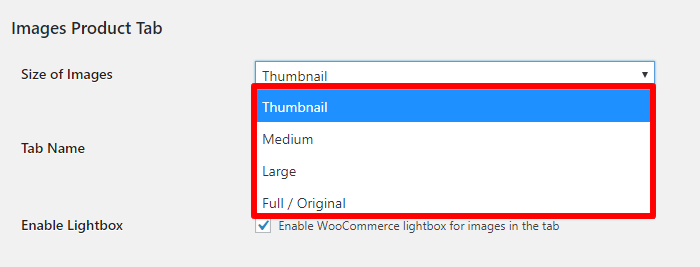 Images Product Tab
Size of Images
Thumbnail
Thumbnail
Medium
Large
Full / Original
Tab Name
Enable Lightbox
Enable WooCommerce lightbox for images in the tab